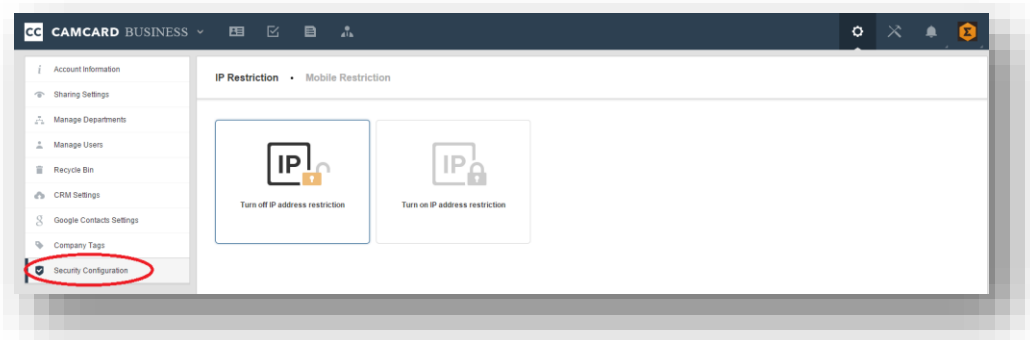 CC CAMCARD BUSINESS
Account Information
Sharing Settings
Manage Departments
Manage Users
Recycle Bin
CRM Settings
Google Contacts Settings
Company Tags
Security Configuration
IP Restriction • Mobile Restriction
IP
Turn off IP address restriction
IP
Turn on IP address restriction